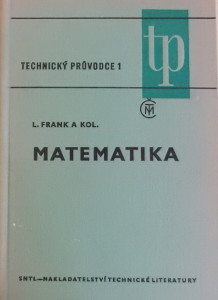 TECHNICKÝ PRŮVODCE 1
tp
L. FRANK A KOL.
MATEMATIKA
SNTL—NAKLADATELSTVÍ TECHNICKÉ LITERATURY